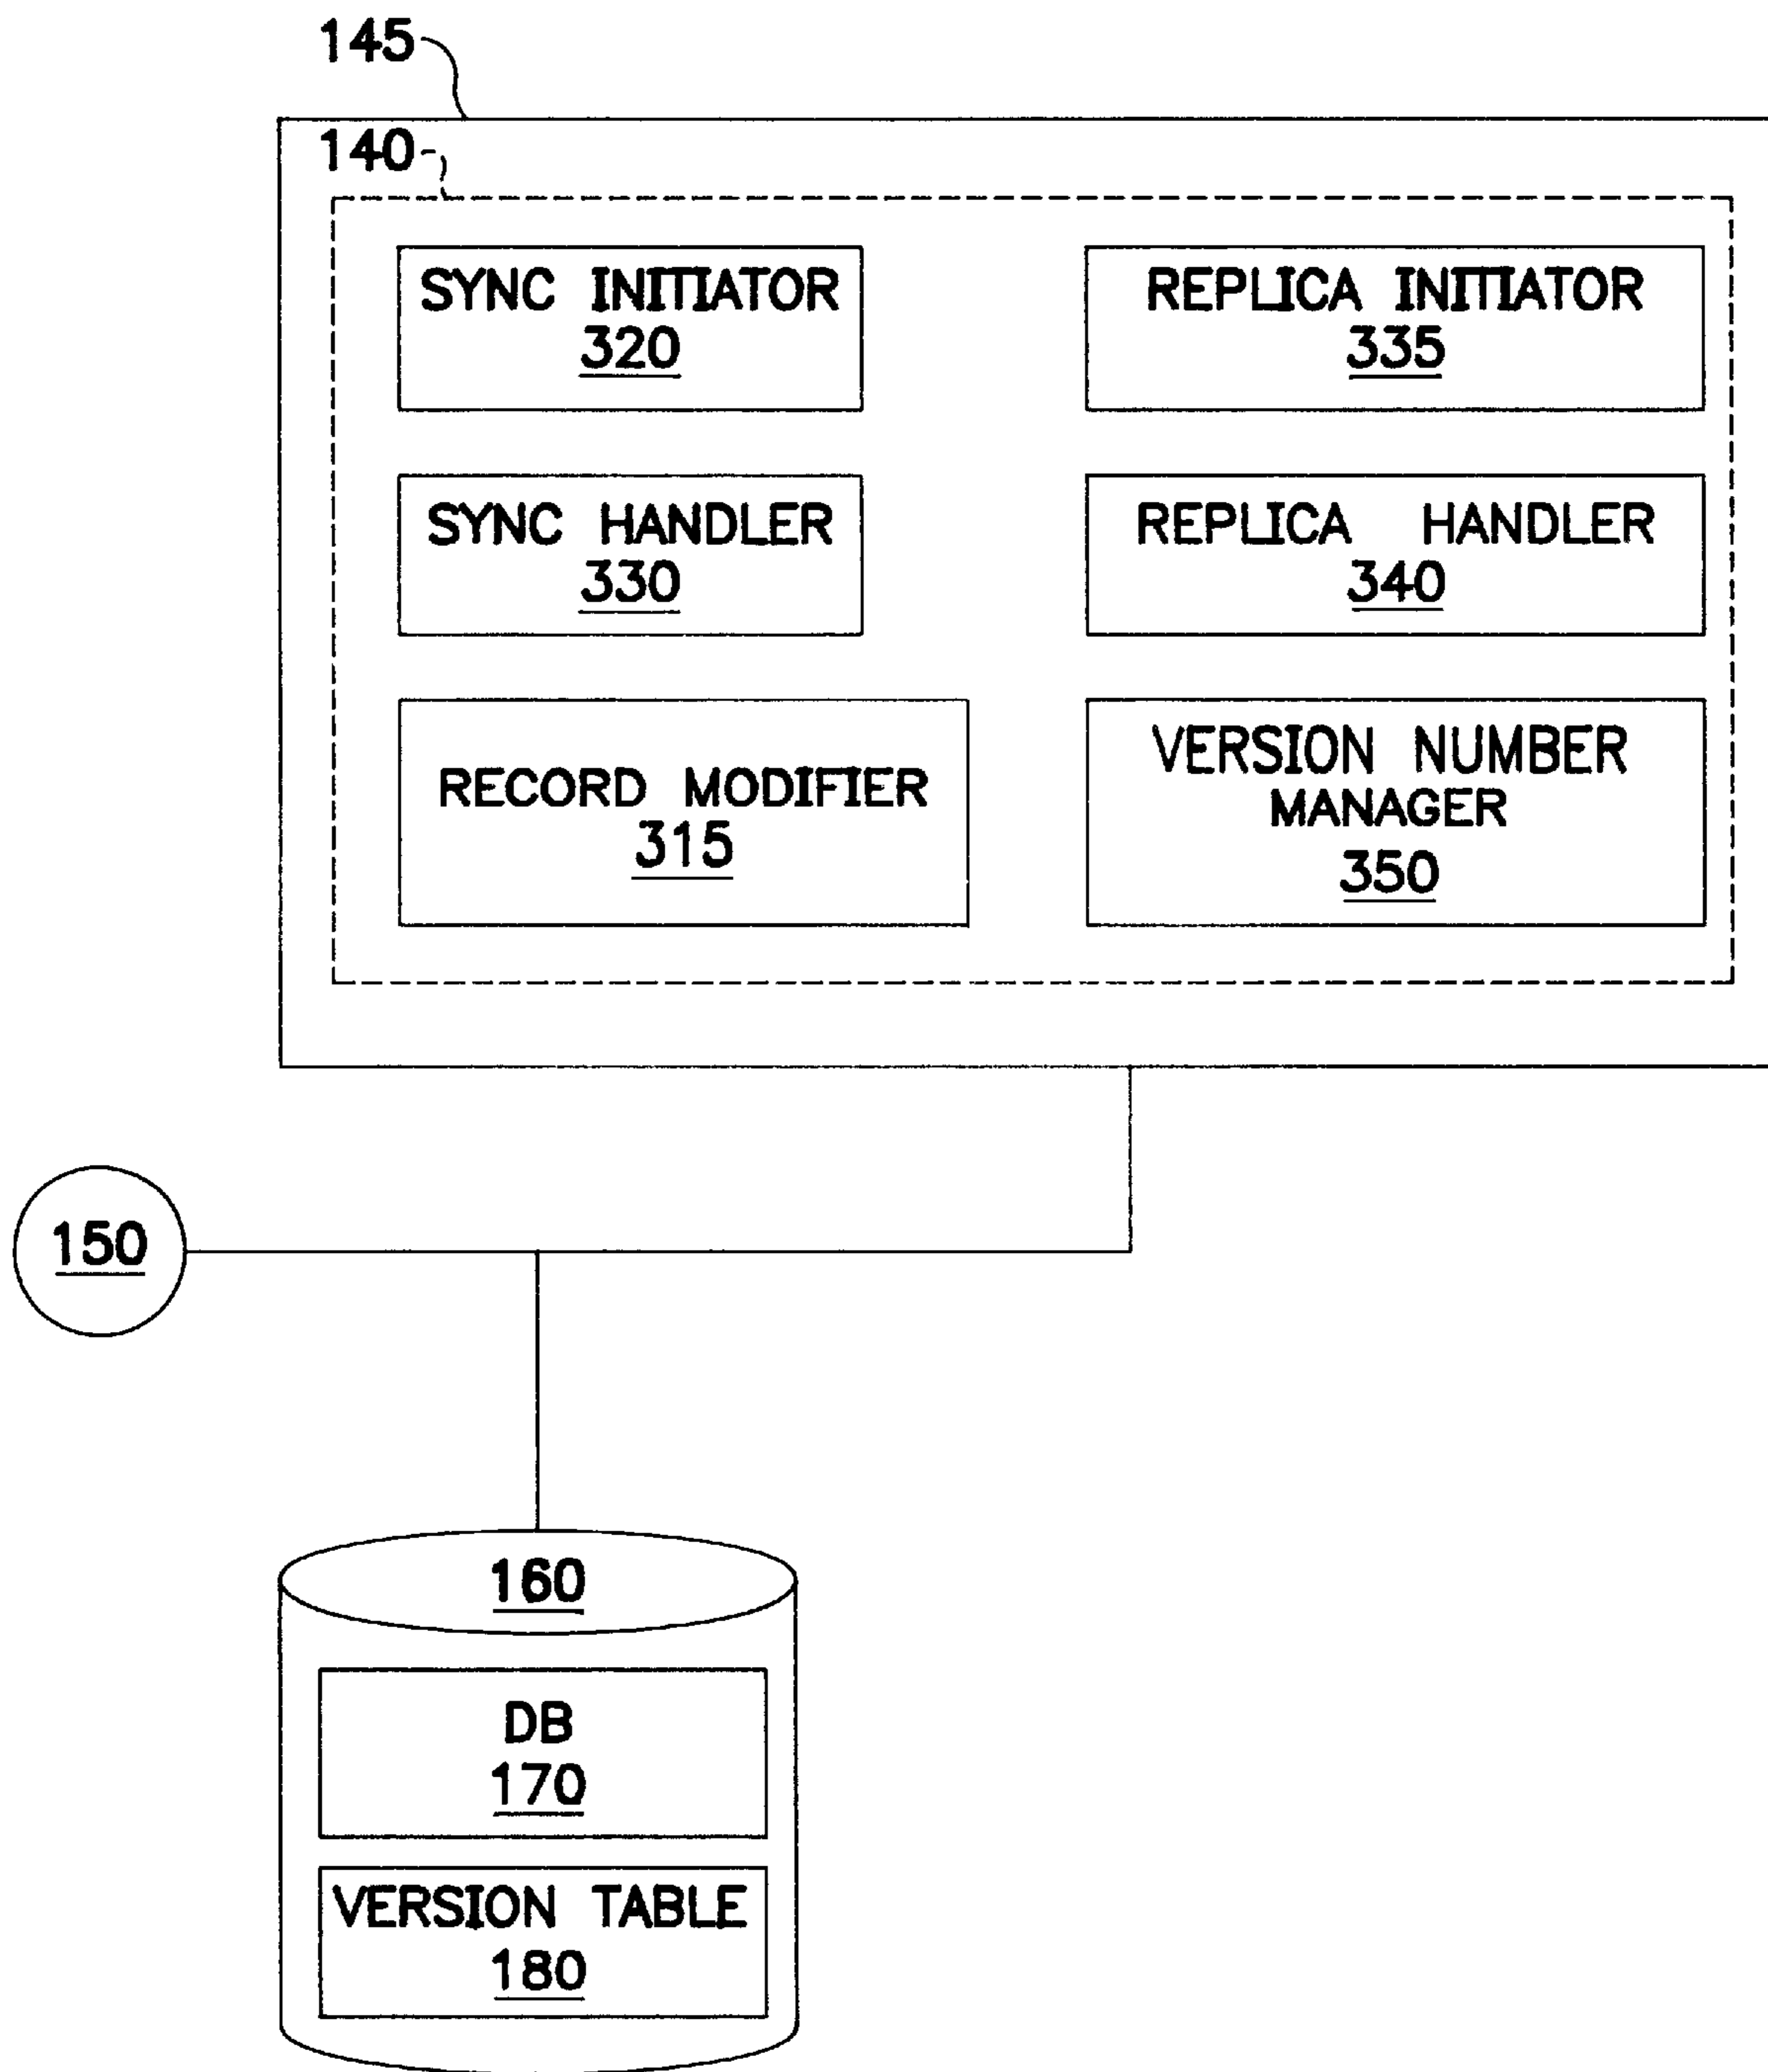 145
140
SYNC INITIATOR
320
REPLICA INITIATOR
335
SYNC HANDLER
330
REPLICA HANDLER
340
RECORD MODIFIER
315
VERSION NUMBER
MANAGER
350
150
160
DB
170
VERSION TABLE
180